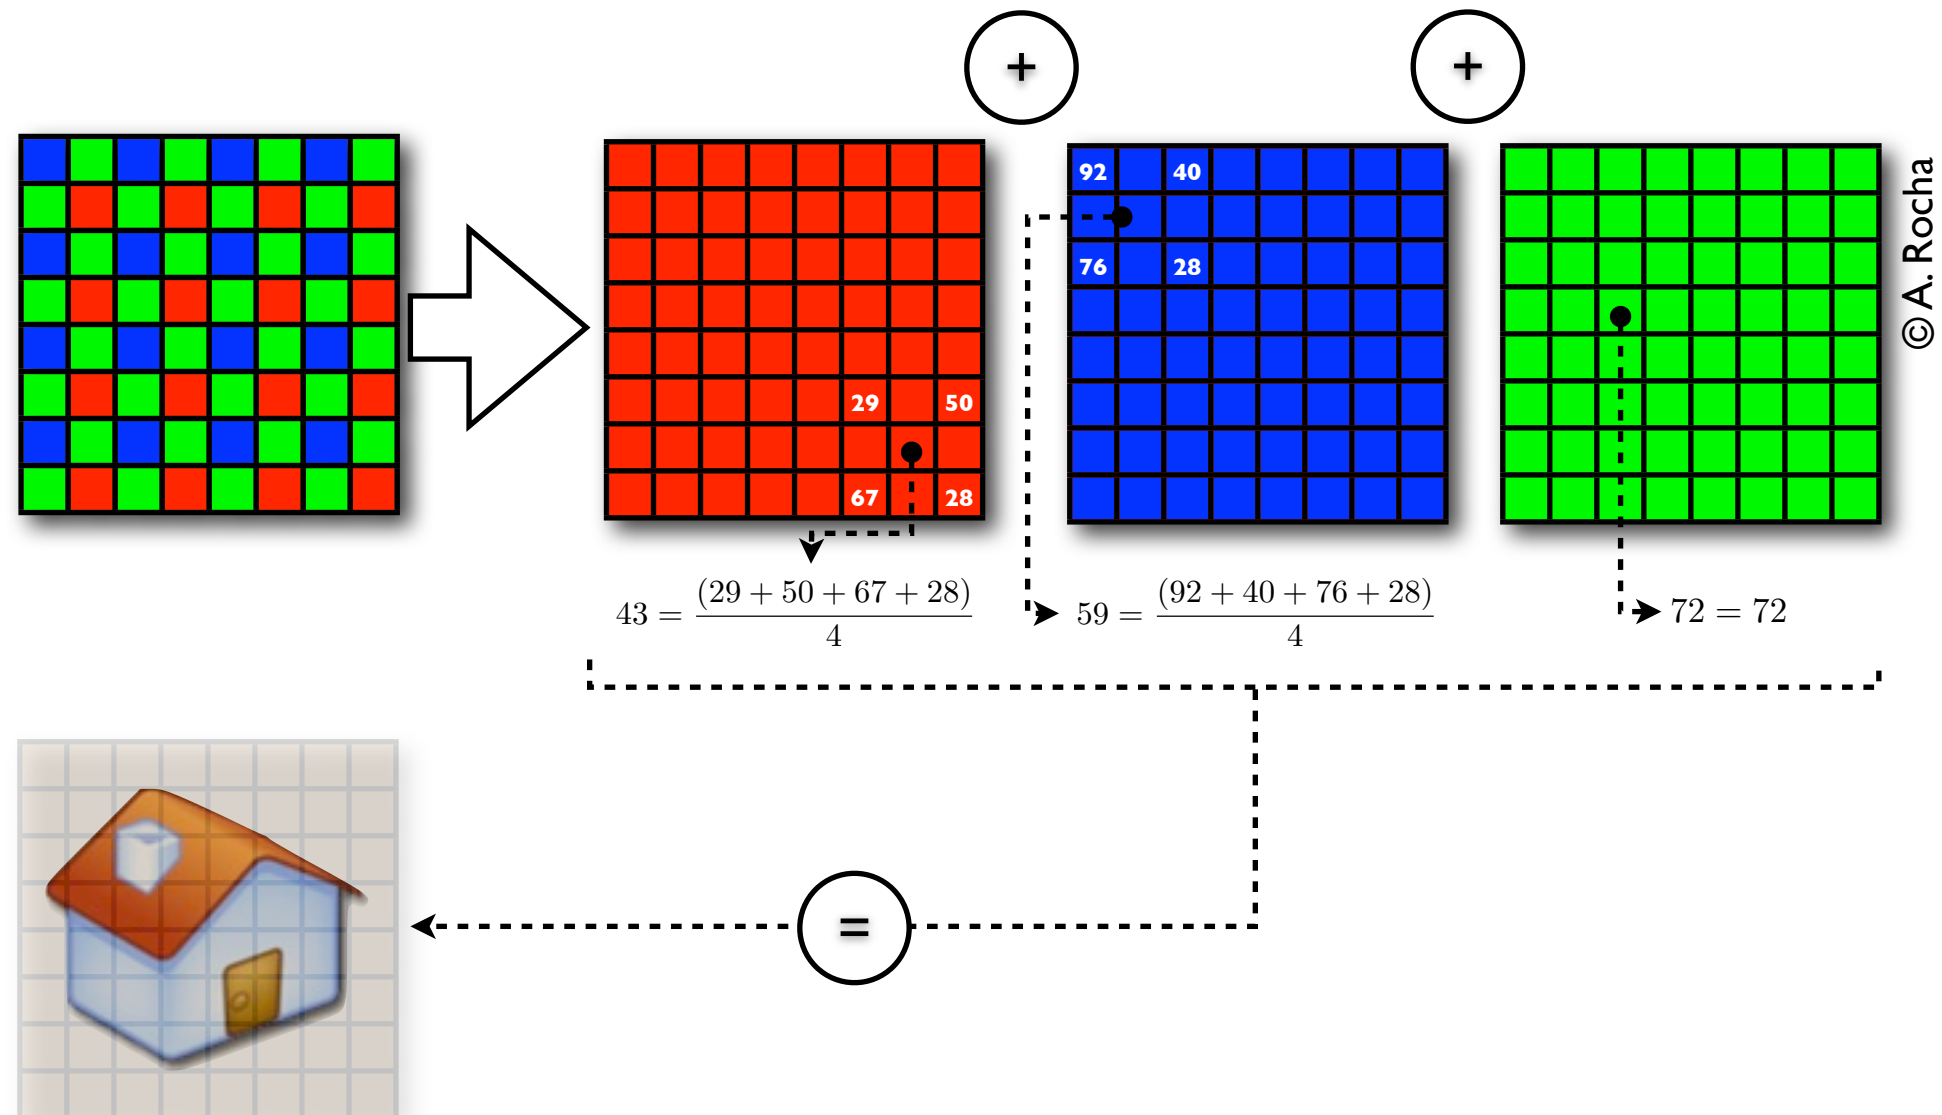 + +
92 40
76 28
29 50
67 28
© A. Rocha
43 = (29 + 50 + 67 + 28) / 4
59 = (92 + 40 + 76 + 28) / 4
72 = 72
=